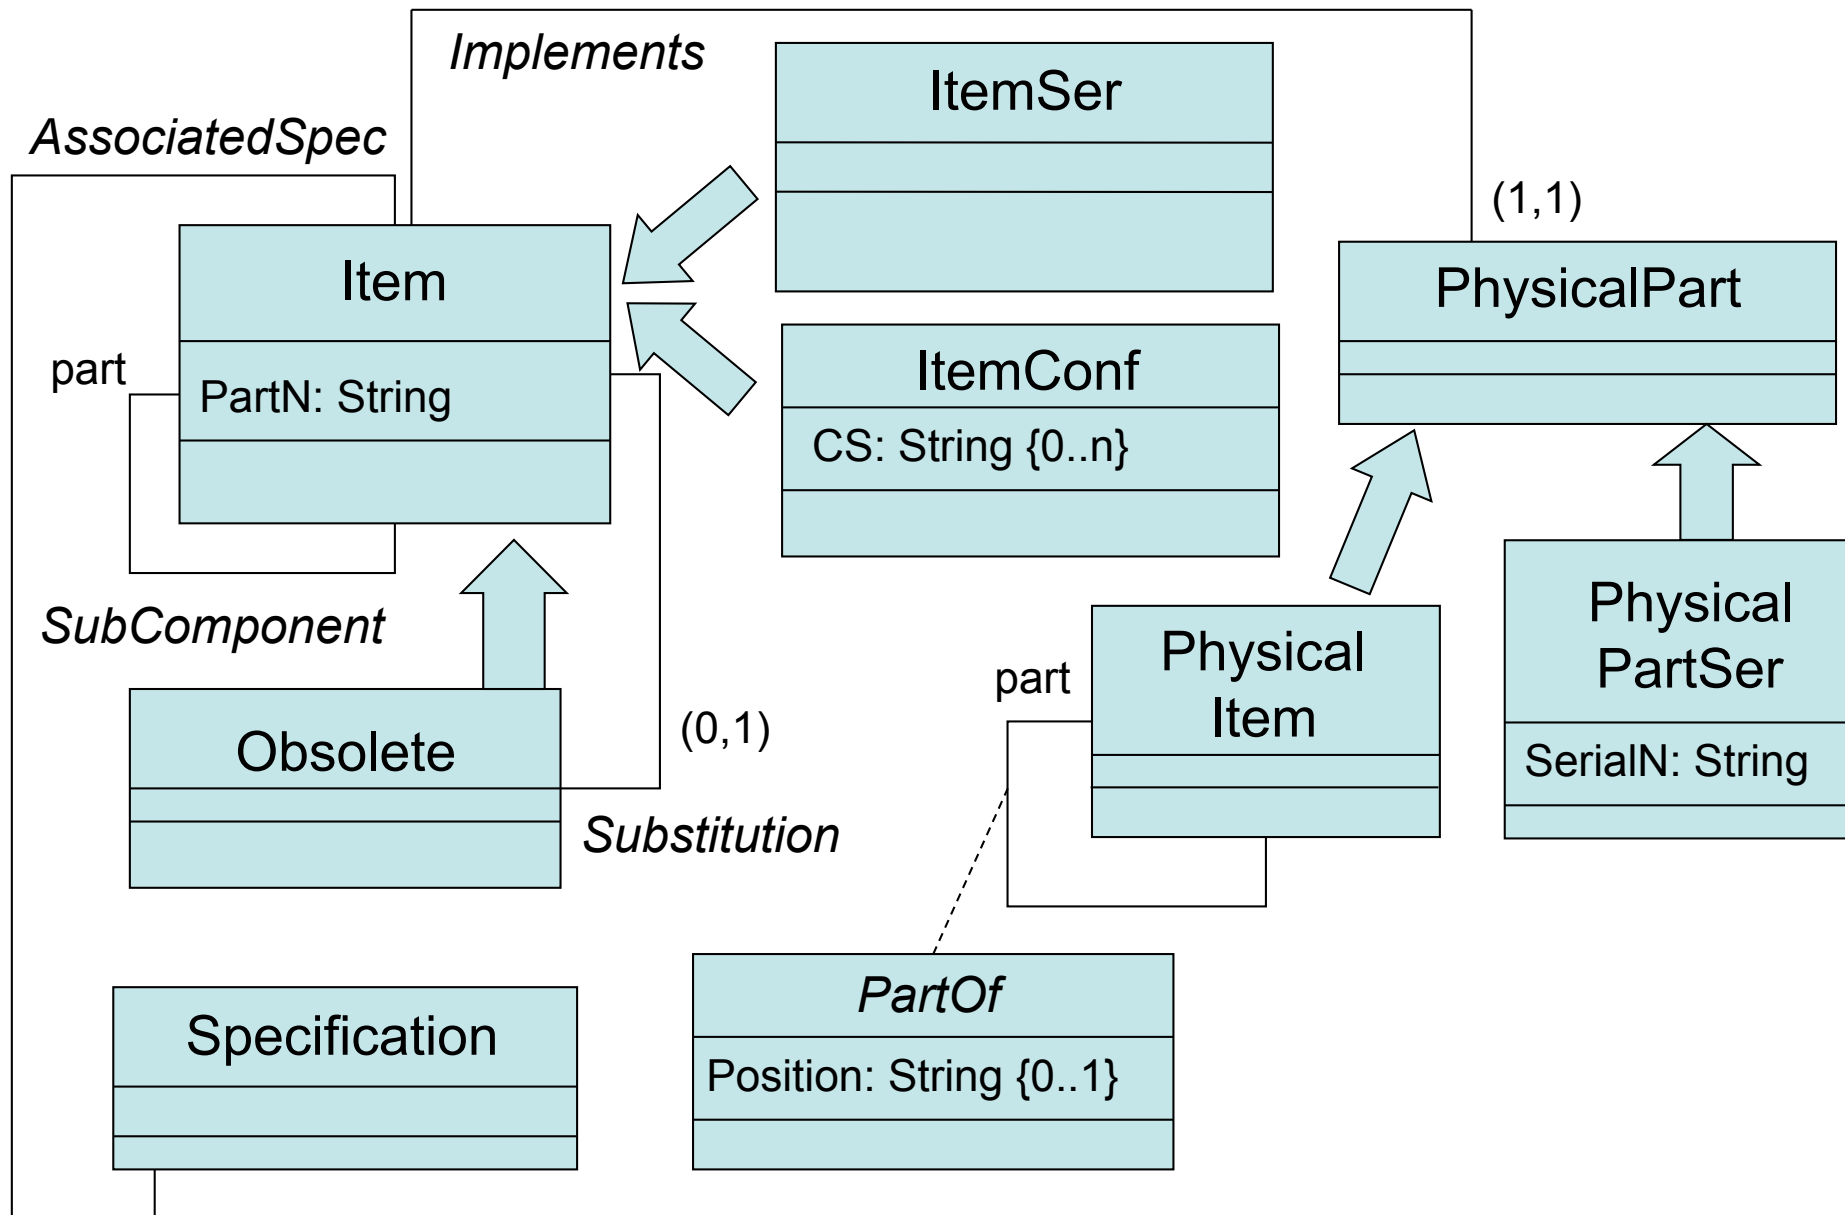 Implements
ItemSer
AssociatedSpec
(1,1)
Item
PhysicalPart
part
ItemConf
PartN: String
CS: String {0..n}
SubComponent
Physical
Item
Physical
PartSer
part
Obsolete
(0,1)
SerialN: String
Substitution
PartOf
Specification
Position: String {0..1}